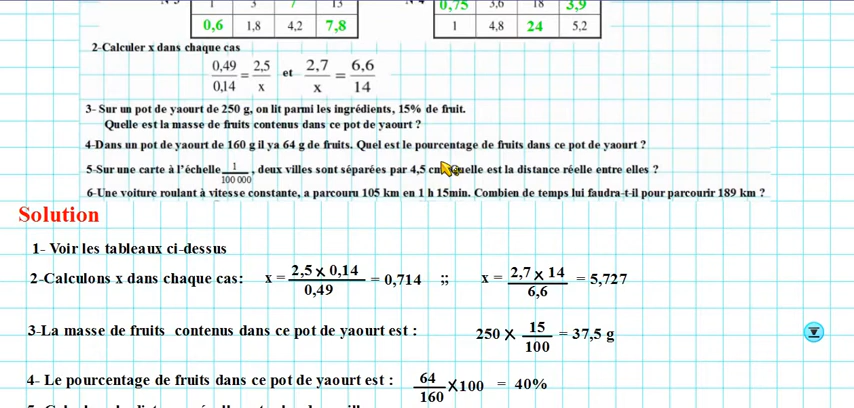 1 3 7 13
0,6 1,8 4,2 7,8
0,75 3,6 18 3,9
1 4,8 24 5,2
2-Calculer x dans chaque cas
0,49/0,14 = 2,5/x et 2,7/x = 6,6/14
3- Sur un pot de yaourt de 250 g, on lit parmi les ingrédients, 15% de fruit.
Quelle est la masse de fruits contenus dans ce pot de yaourt ?
4-Dans un pot de yaourt de 160 g il ya 64 g de fruits. Quel est le pourcentage de fruits dans ce pot de yaourt ?
5-Sur une carte à l'échelle 1/100 000, deux villes sont séparées par 4,5 cm. Quelle est la distance réelle entre elles ?
6-Une voiture roulant à vitesse constante, a parcouru 105 km en 1 h 15min. Combien de temps lui faudra-t-il pour parcourir 189 km ?
Solution
1- Voir les tableaux ci-dessus
2-Calculons x dans chaque cas: x = 2,5 x 0,14/0,49 = 0,714 ;; x = 2,7 x 14/6,6 = 5,727
3-La masse de fruits contenus dans ce pot de yaourt est : 250 X 15/100 = 37,5 g
4- Le pourcentage de fruits dans ce pot de yaourt est : 64/160 X100 = 40%